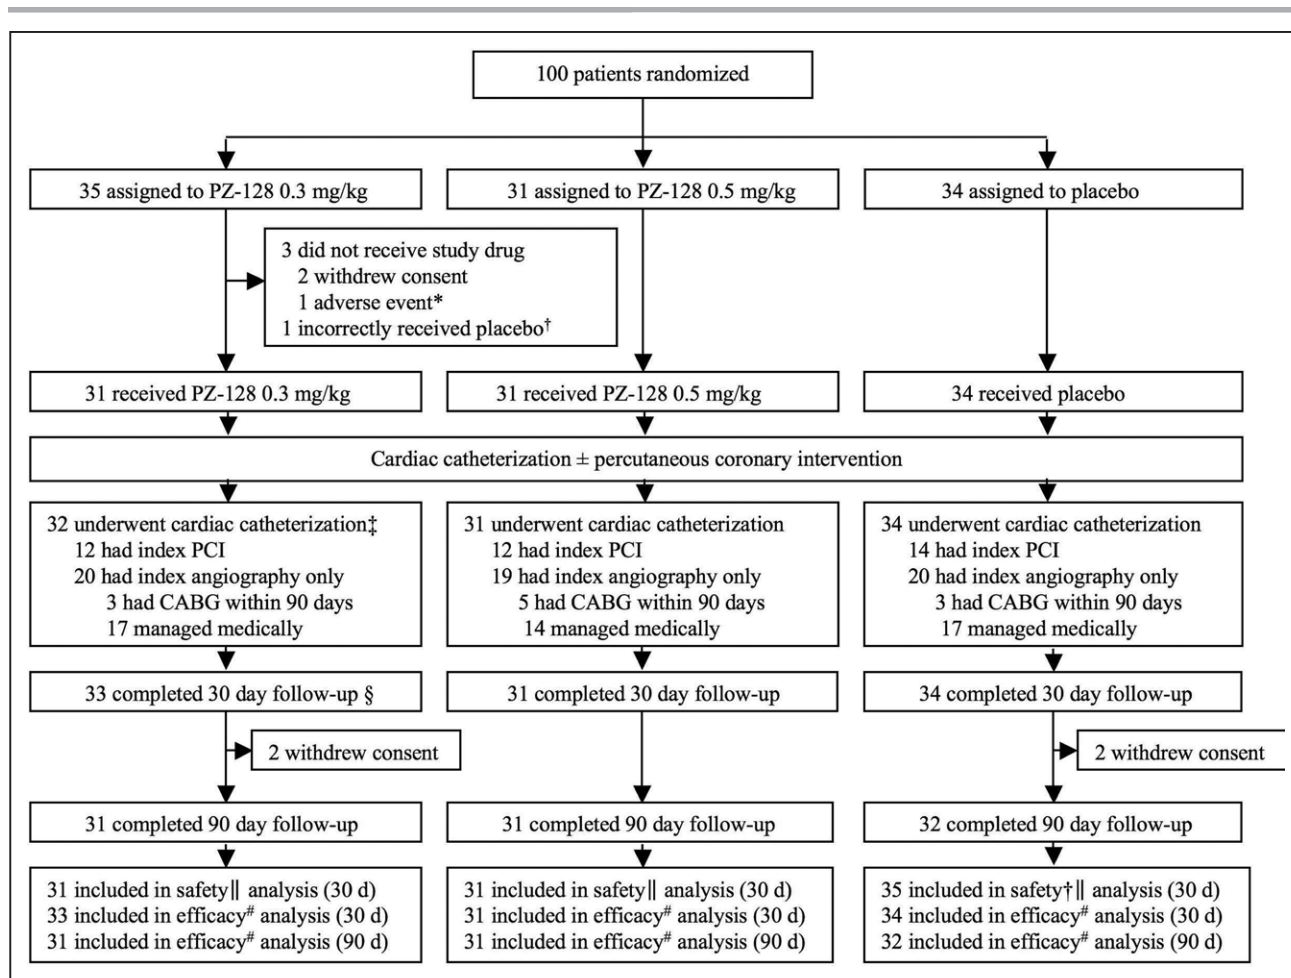 100 patients randomized
35 assigned to PZ-128 0.3 mg/kg
31 assigned to PZ-128 0.5 mg/kg
34 assigned to placebo
3 did not receive study drug
2 withdrew consent
1 adverse event*
1 incorrectly received placebo†
31 received PZ-128 0.3 mg/kg
31 received PZ-128 0.5 mg/kg
34 received placebo
Cardiac catheterization ± percutaneous coronary intervention
32 underwent cardiac catheterization‡
12 had index PCI
20 had index angiography only
3 had CABG within 90 days
17 managed medically
31 underwent cardiac catheterization
12 had index PCI
19 had index angiography only
5 had CABG within 90 days
14 managed medically
34 underwent cardiac catheterization
14 had index PCI
20 had index angiography only
3 had CABG within 90 days
17 managed medically
33 completed 30 day follow-up §
31 completed 30 day follow-up
34 completed 30 day follow-up
2 withdrew consent
2 withdrew consent
31 completed 90 day follow-up
31 completed 90 day follow-up
32 completed 90 day follow-up
31 included in safety‖ analysis (30 d)
33 included in efficacy# analysis (30 d)
31 included in efficacy# analysis (90 d)
31 included in safety‖ analysis (30 d)
31 included in efficacy# analysis (30 d)
31 included in efficacy# analysis (90 d)
35 included in safety†‖ analysis (30 d)
34 included in efficacy# analysis (30 d)
32 included in efficacy# analysis (90 d)